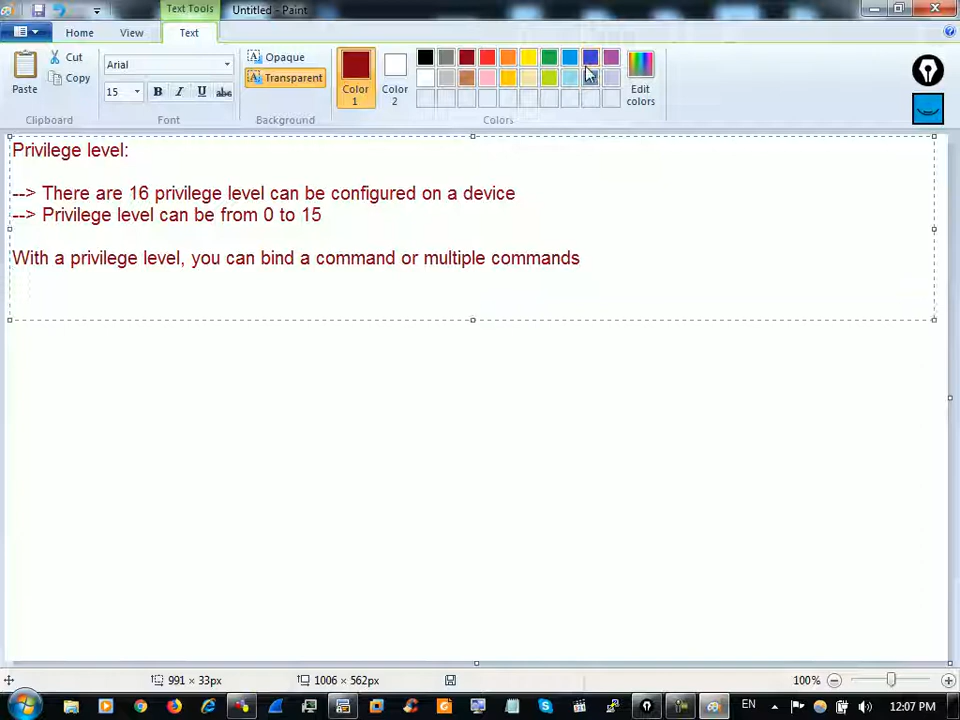 Text Tools
Untitled - Paint
Home
View
Text
Paste
Cut
Copy
Clipboard
Arial
15
B I U abc
Font
A Opaque
A Transparent
Background
Color
1
Color
2
Edit
colors
Colors
Privilege level:
--> There are 16 privilege level can be configured on a device
--> Privilege level can be from 0 to 15
With a privilege level, you can bind a command or multiple commands
991 × 33px
1006 × 562px
100%
EN
12:07 PM